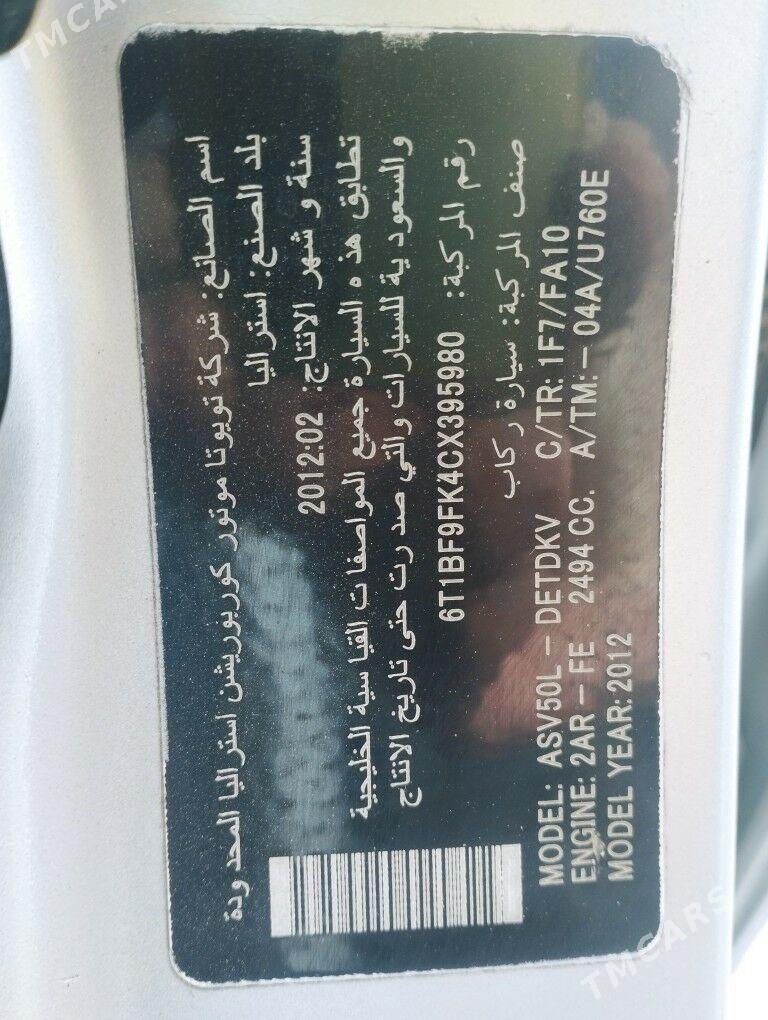 اسم الصانع: شركة تويوتا موتور كوربوريشن استراليا المحدودة
بلد الصنع: استراليا
سنة و شهر الانتاج: 2012:02
تطابق هذه السيارة جميع المواصفات القياسية الخليجية
والسعودية للسيارات والتي صدرت حتى تاريخ الانتاج
رقم المركبة: 6T1BF9FK4CX395980
صنف المركبة: سيارة ركاب
MODEL: ASV50L – DETDKV C/TR: 1F7/FA10
ENGINE: 2AR – FE 2494 CC. A/TM: – 04A/U760E
MODEL YEAR: 2012
TMCARS
TMCARS